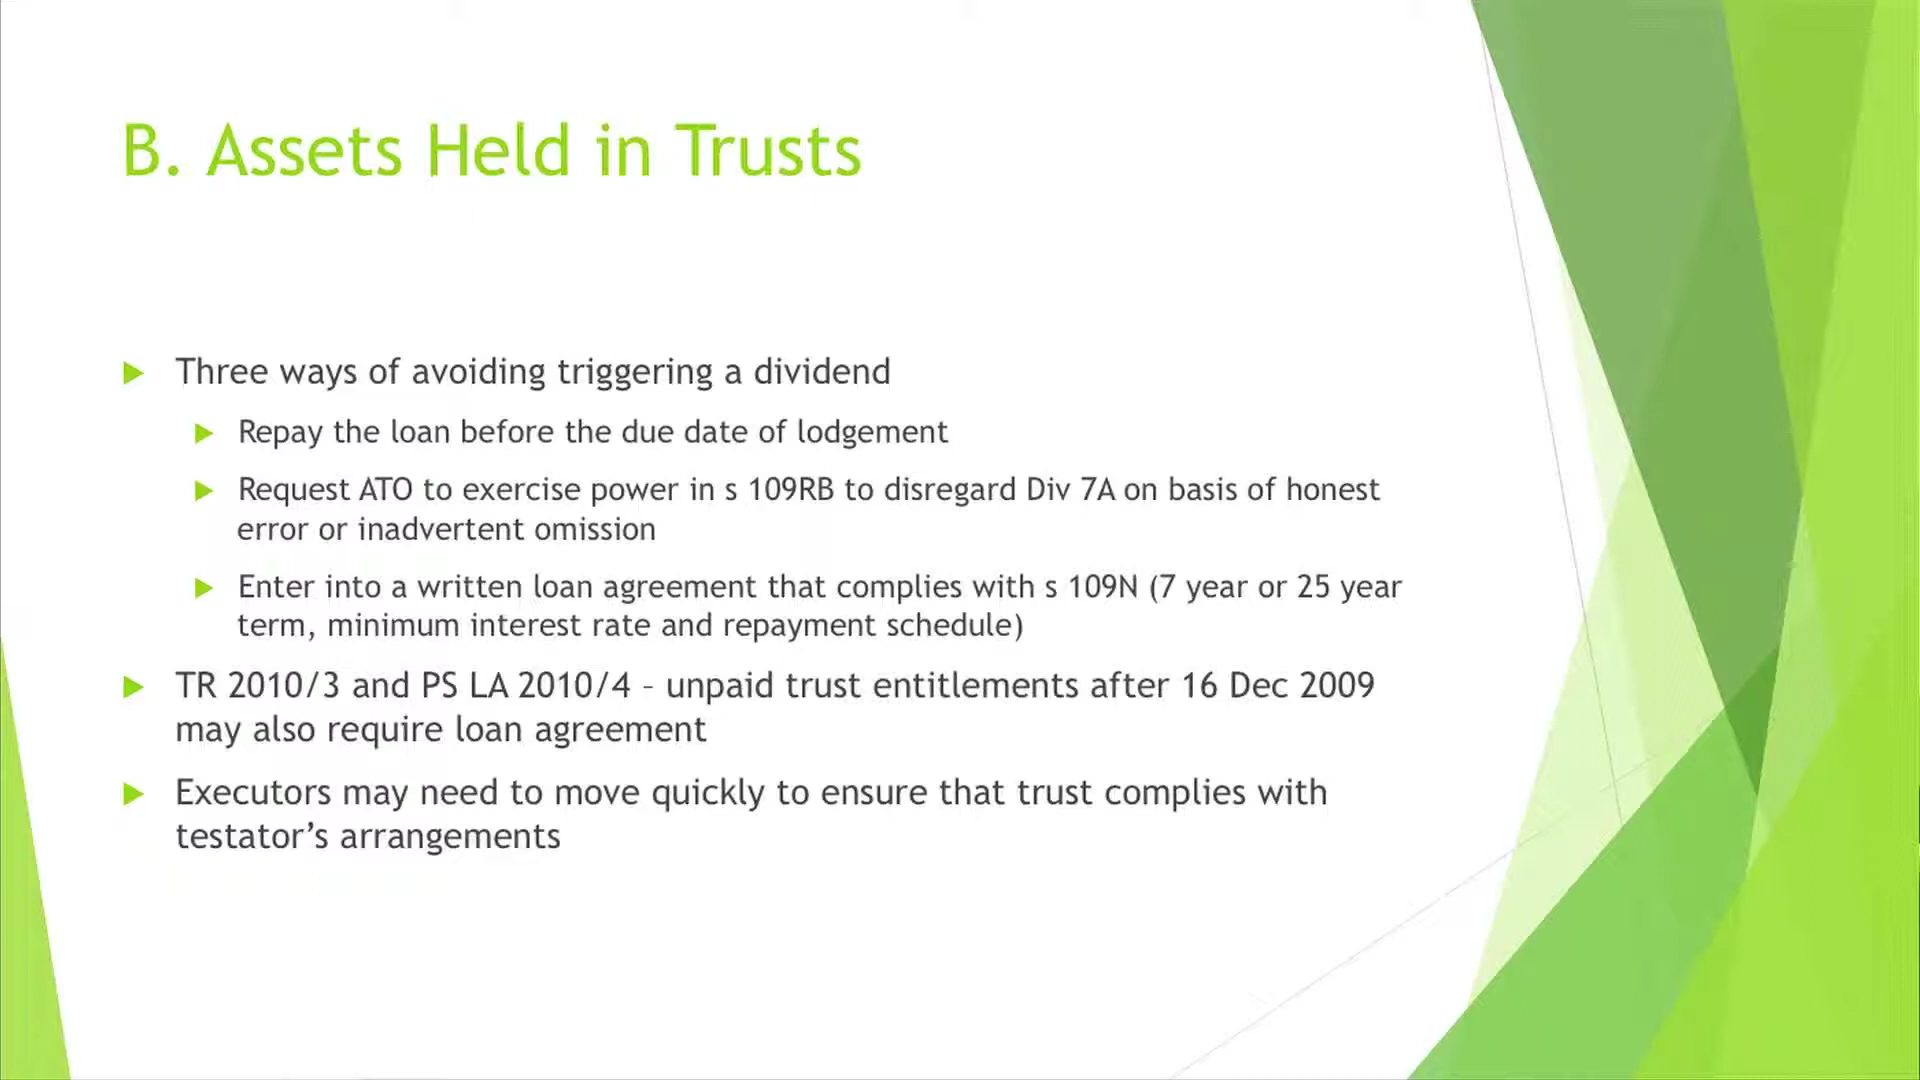 B. Assets Held in Trusts
Three ways of avoiding triggering a dividend
Repay the loan before the due date of lodgement
Request ATO to exercise power in s 109RB to disregard Div 7A on basis of honest
error or inadvertent omission
Enter into a written loan agreement that complies with s 109N (7 year or 25 year
term, minimum interest rate and repayment schedule)
TR 2010/3 and PS LA 2010/4 – unpaid trust entitlements after 16 Dec 2009
may also require loan agreement
Executors may need to move quickly to ensure that trust complies with
testator’s arrangements